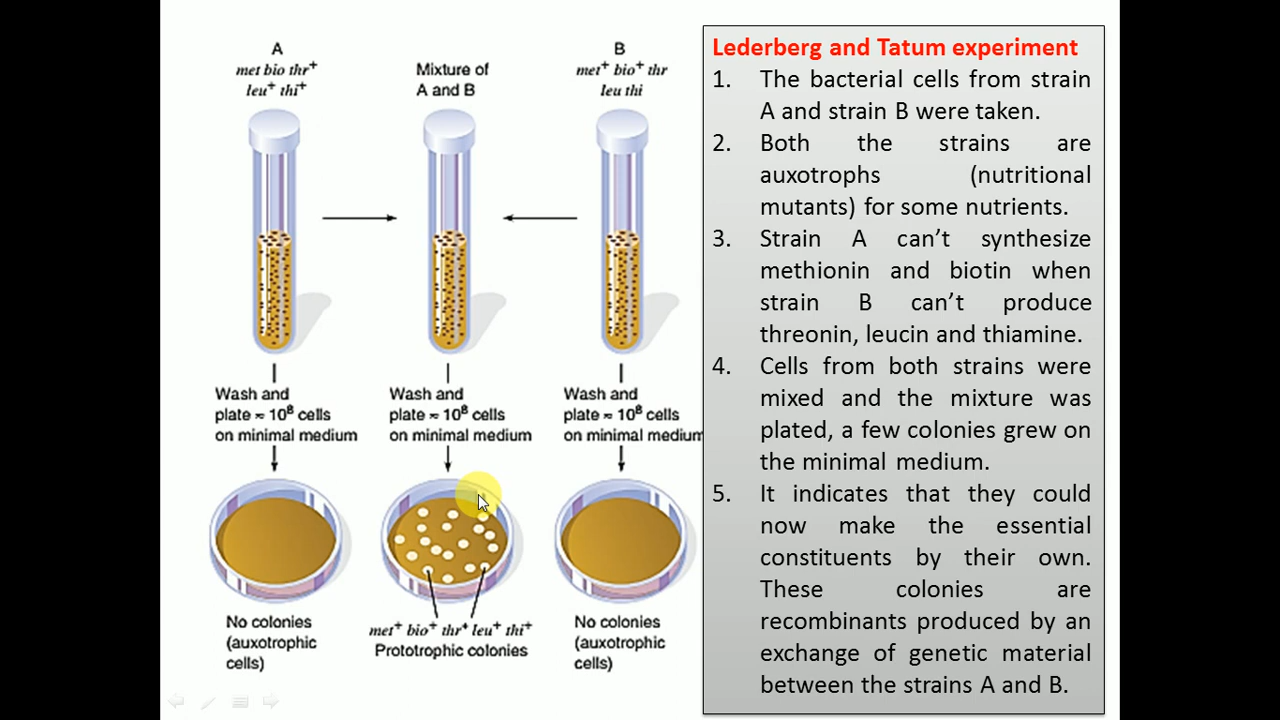 A
met bio thr⁺
leu⁺ thi⁺
Mixture of
A and B
B
met⁺ bio⁺ thr
leu thi
Wash and
plate ≈ 10⁸ cells
on minimal medium
Wash and
plate ≈ 10⁸ cells
on minimal medium
Wash and
plate ≈ 10⁸ cells
on minimal medium
No colonies
(auxotrophic
cells)
met⁺ bio⁺ thr⁺ leu⁺ thi⁺
Prototrophic colonies
No colonies
(auxotrophic
cells)
Lederberg and Tatum experiment
1. The bacterial cells from strain
A and strain B were taken.
2. Both the strains are
auxotrophs (nutritional
mutants) for some nutrients.
3. Strain A can’t synthesize
methionin and biotin when
strain B can’t produce
threonin, leucin and thiamine.
4. Cells from both strains were
mixed and the mixture was
plated, a few colonies grew on
the minimal medium.
5. It indicates that they could
now make the essential
constituents by their own.
These colonies are
recombinants produced by an
exchange of genetic material
between the strains A and B.